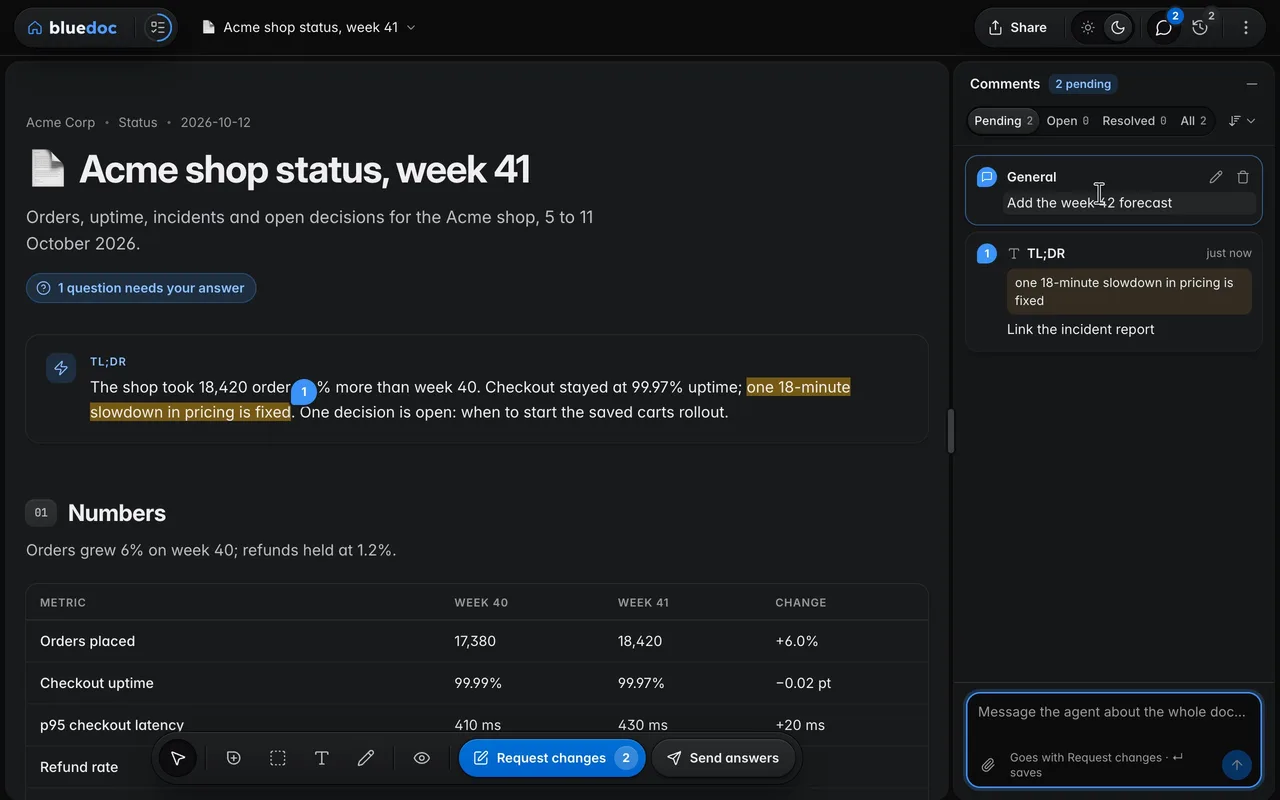 bluedoc
Acme shop status, week 41
Share
2
2
Acme Corp • Status • 2026-10-12
Acme shop status, week 41
Orders, uptime, incidents and open decisions for the Acme shop, 5 to 11
October 2026.
1 question needs your answer
TL;DR
The shop took 18,420 order % more than week 40. Checkout stayed at 99.97% uptime; one 18-minute
1
slowdown in pricing is fixed. One decision is open: when to start the saved carts rollout.
01 Numbers
Orders grew 6% on week 40; refunds held at 1.2%.
METRIC WEEK 40 WEEK 41 CHANGE
Orders placed 17,380 18,420 +6.0%
Checkout uptime 99.99% 99.97% −0.02 pt
p95 checkout latency 410 ms 430 ms +20 ms
Refund rate
Request changes 2
Send answers
Comments 2 pending
Pending 2 Open 0 Resolved 0 All 2
General
Add the week 42 forecast
1 TL;DR just now
one 18-minute slowdown in pricing is
fixed
Link the incident report
Message the agent about the whole doc...
Goes with Request changes · ↵
saves